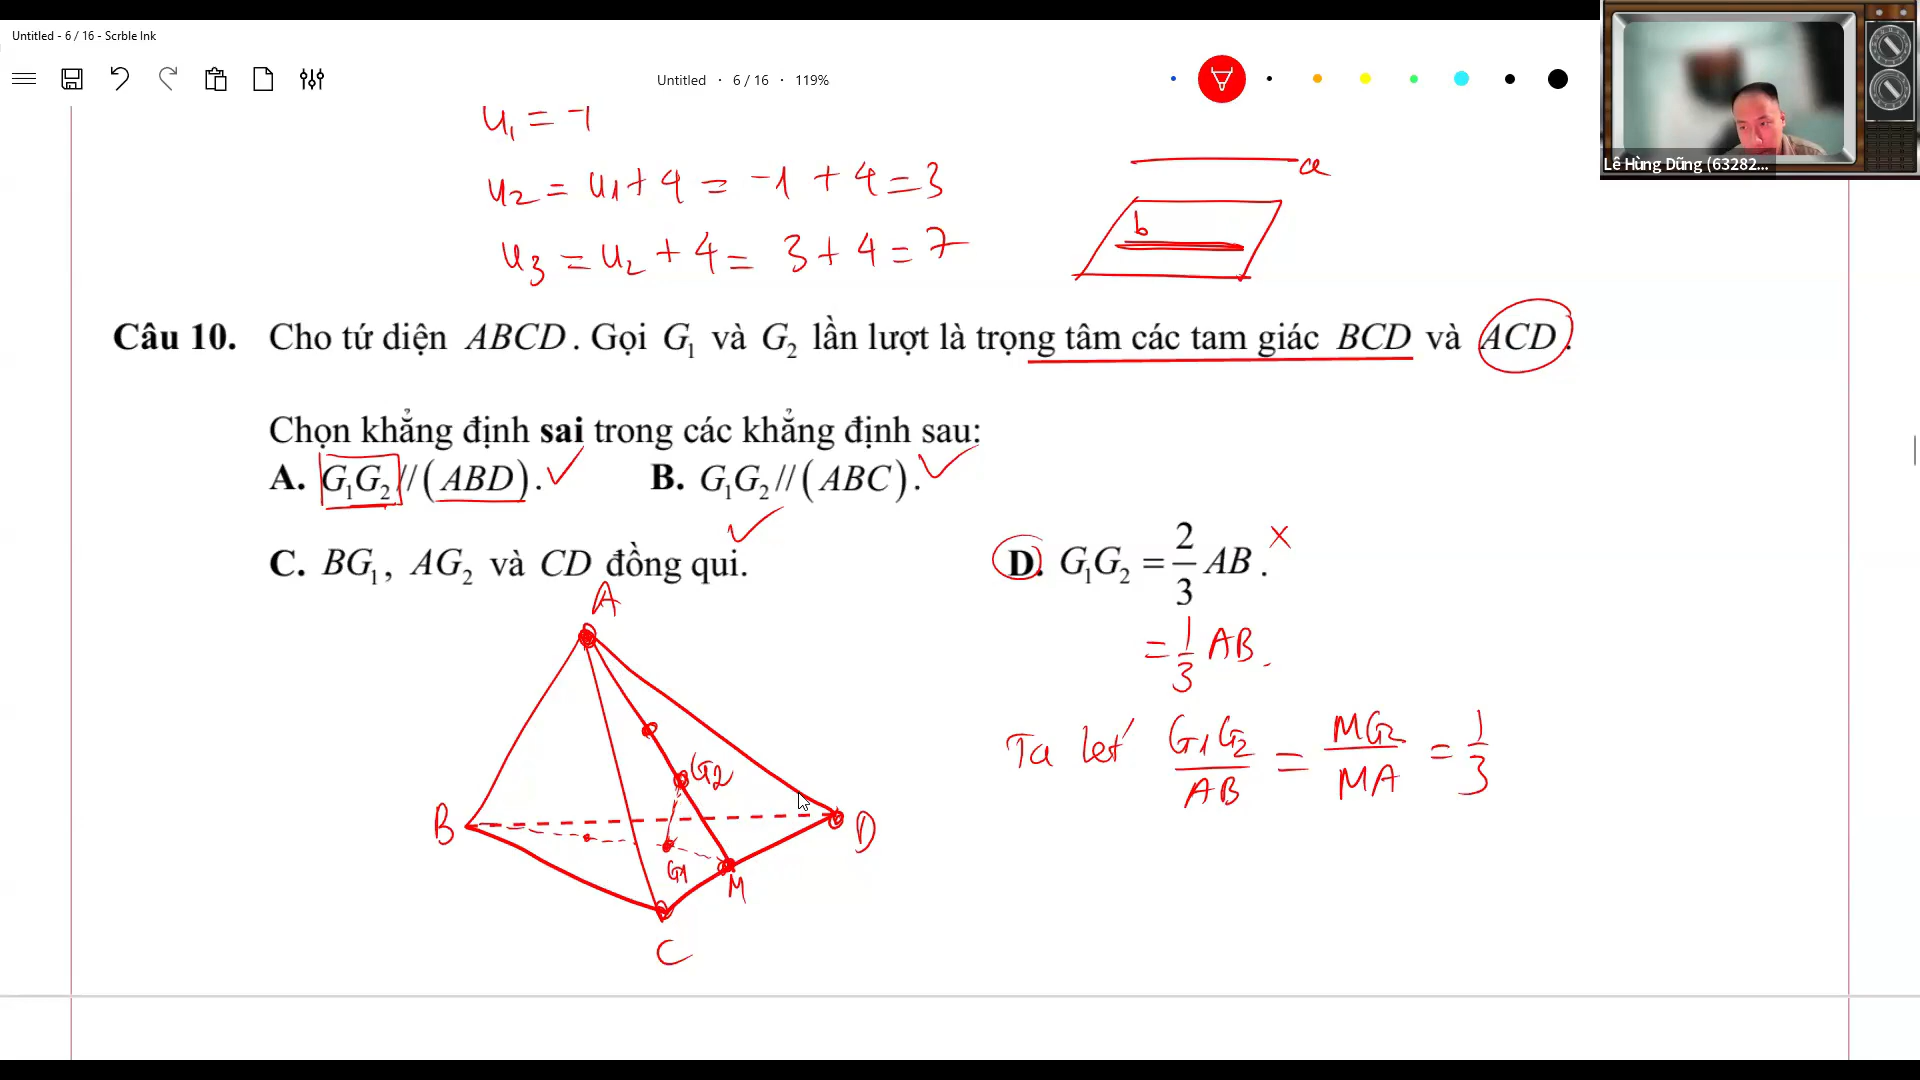 Untitled - 6 / 16 - Scrble Ink
Untitled · 6 / 16 · 119%
Lê Hùng Dũng (63282...
u₁ = -1
u₂ = u₁ + 4 = -1 + 4 = 3
a
b
u₃ = u₂ + 4 = 3 + 4 = 7
Câu 10. Cho tứ diện ABCD. Gọi G₁ và G₂ lần lượt là trọng tâm các tam giác BCD và ACD.
Chọn khẳng định sai trong các khẳng định sau:
A. G₁G₂//(ABD). B. G₁G₂//(ABC).
C. BG₁, AG₂ và CD đồng qui. D. G₁G₂ = 2/3 AB. x
= 1/3 AB.
A
Ta G₁G₂/AB = MG₂/MA = 1/3
G2
B
D
G1
M
C